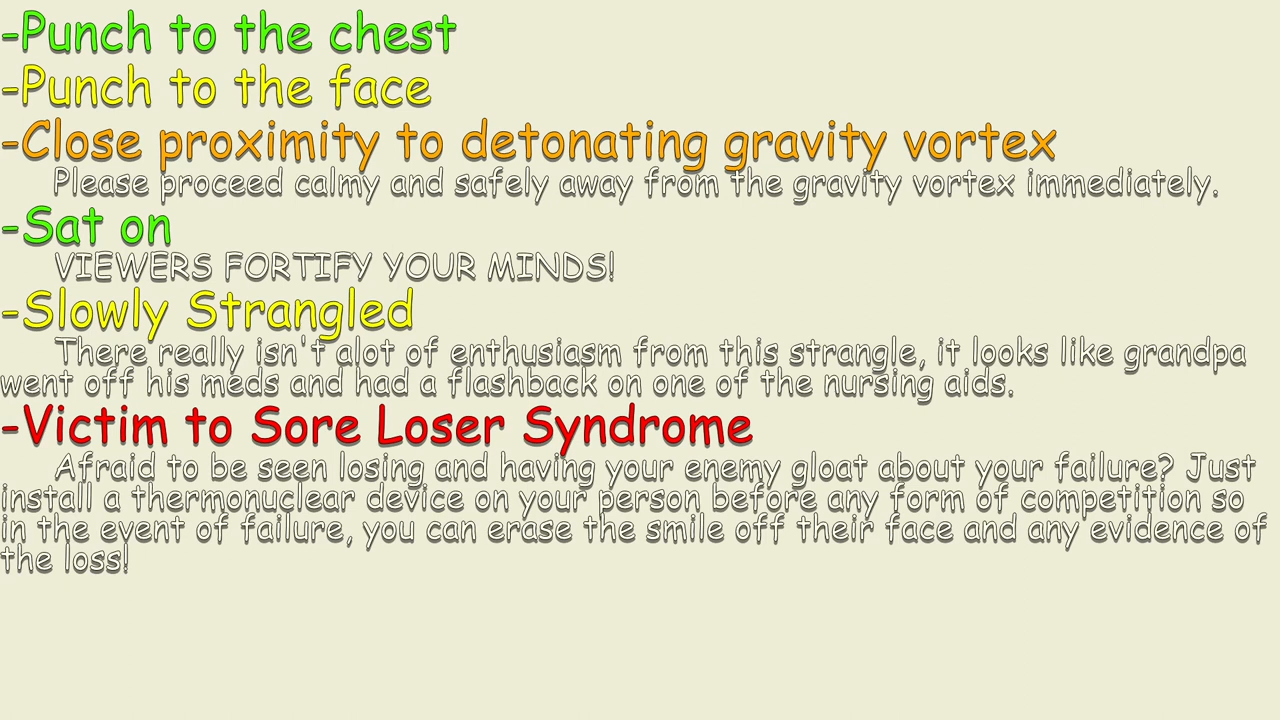 -Punch to the chest
-Punch to the face
-Close proximity to detonating gravity vortex
Please proceed calmy and safely away from the gravity vortex immediately.
-Sat on
VIEWERS FORTIFY YOUR MINDS!
-Slowly Strangled
There really isn't alot of enthusiasm from this strangle, it looks like grandpa
went off his meds and had a flashback on one of the nursing aids.
-Victim to Sore Loser Syndrome
Afraid to be seen losing and having your enemy gloat about your failure? Just
install a thermonuclear device on your person before any form of competition so
in the event of failure, you can erase the smile off their face and any evidence of
the loss!